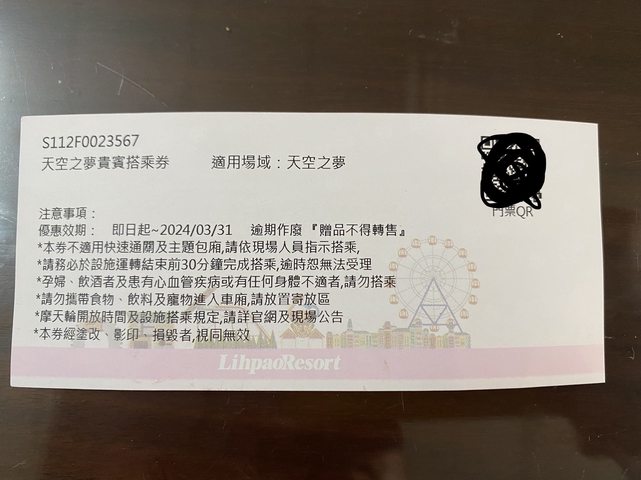 S112F0023567
天空之夢貴賓搭乘券 適用場域：天空之夢
門票QR
注意事項：
優惠效期： 即日起~2024/03/31 逾期作廢『贈品不得轉售』
*本券不適用快速通關及主題包廂,請依現場人員指示搭乘,
*請務必於設施運轉結束前30分鐘完成搭乘,逾時恕無法受理
*孕婦、飲酒者及患有心血管疾病或有任何身體不適者,請勿搭乘
*請勿攜帶食物、飲料及寵物進入車廂,請放置寄放區
*摩天輪開放時間及設施搭乘規定,請詳官網及現場公告
*本券經塗改、影印、損毀者,視同無效
LihpaoResort